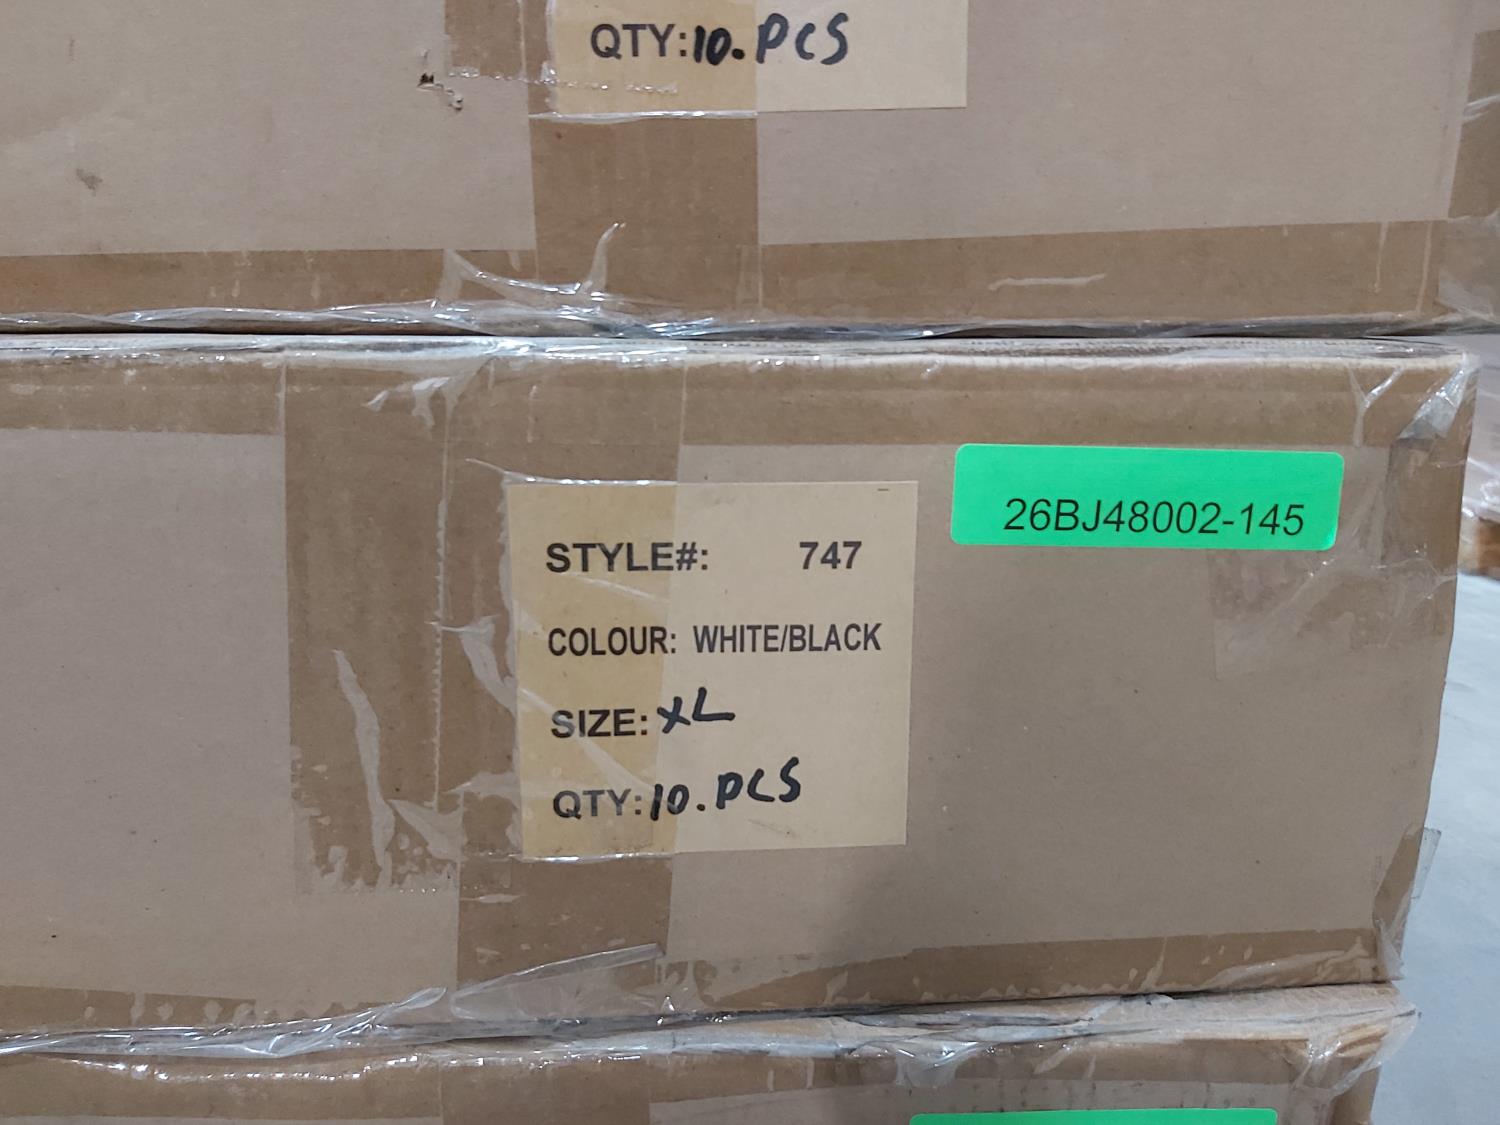 QTY:10.PCS
26BJ48002-145
STYLE#: 747
COLOUR: WHITE/BLACK
SIZE: XL
QTY:10.PCS